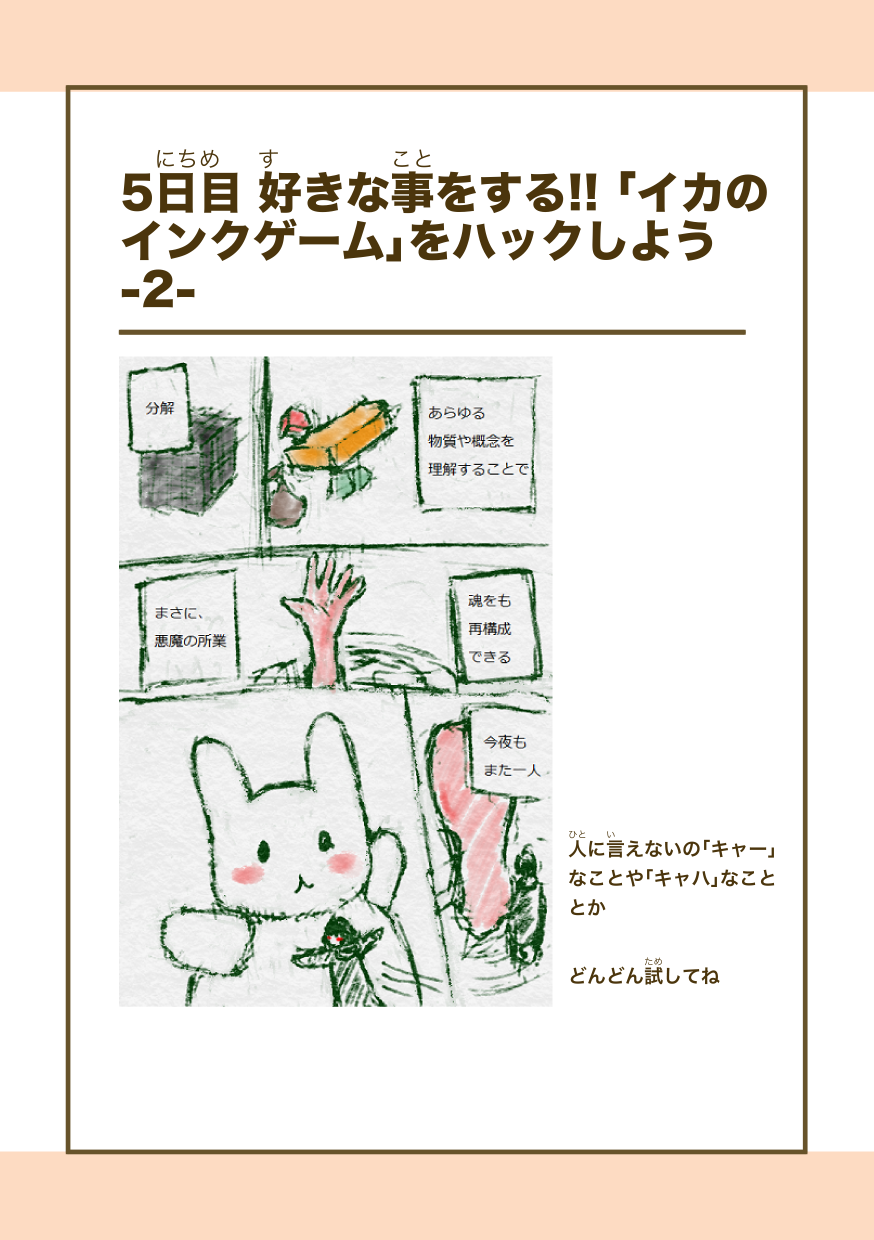 にちめ す こと
5日目 好きな事をする!! 「イカの
インクゲーム」をハックしよう
-2-
分解
あらゆる
物質や概念を
理解することで
まさに、
悪魔の所業
魂をも
再構成
できる
今夜も
また一人
ひと い
人に言えないの「キャー」
なことや「キャハ」なこと
とか
ため
どんどん試してね